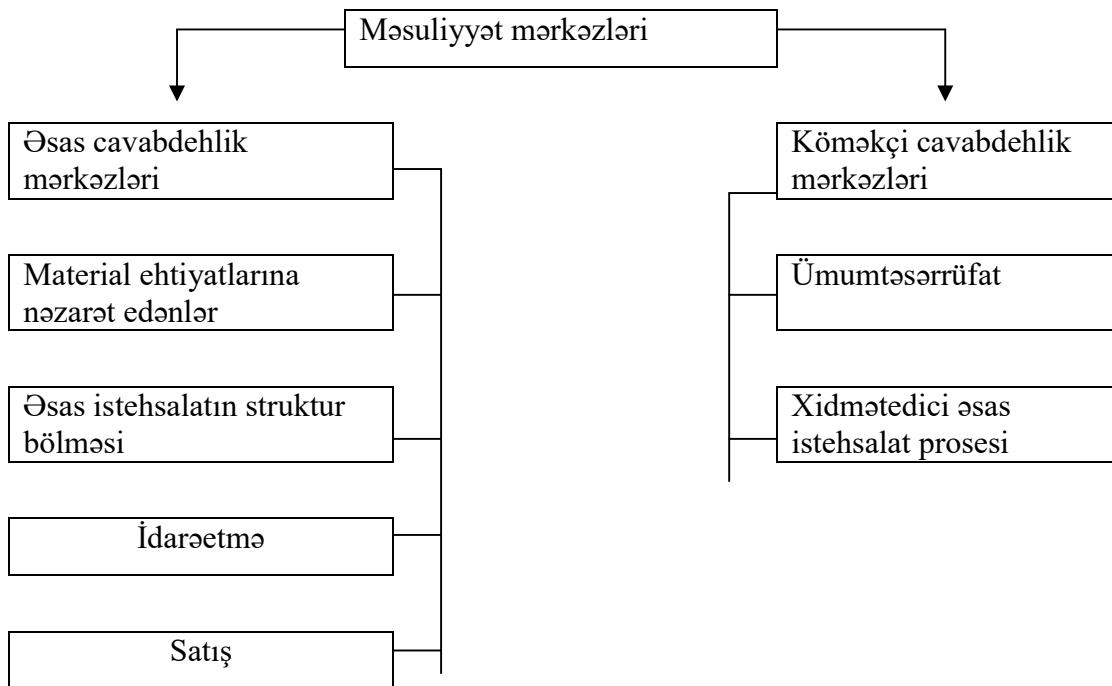 Məsuliyyət mərkəzləri
Əsas cavabdehlik
mərkəzləri
Material ehtiyatlarına
nəzarət edənlər
Əsas istehsalatın struktur
bölməsi
İdarəetmə
Satış
Köməkçi cavabdehlik
mərkəzləri
Ümumtəsərrüfat
Xidmətedici əsas
istehsalat prosesi